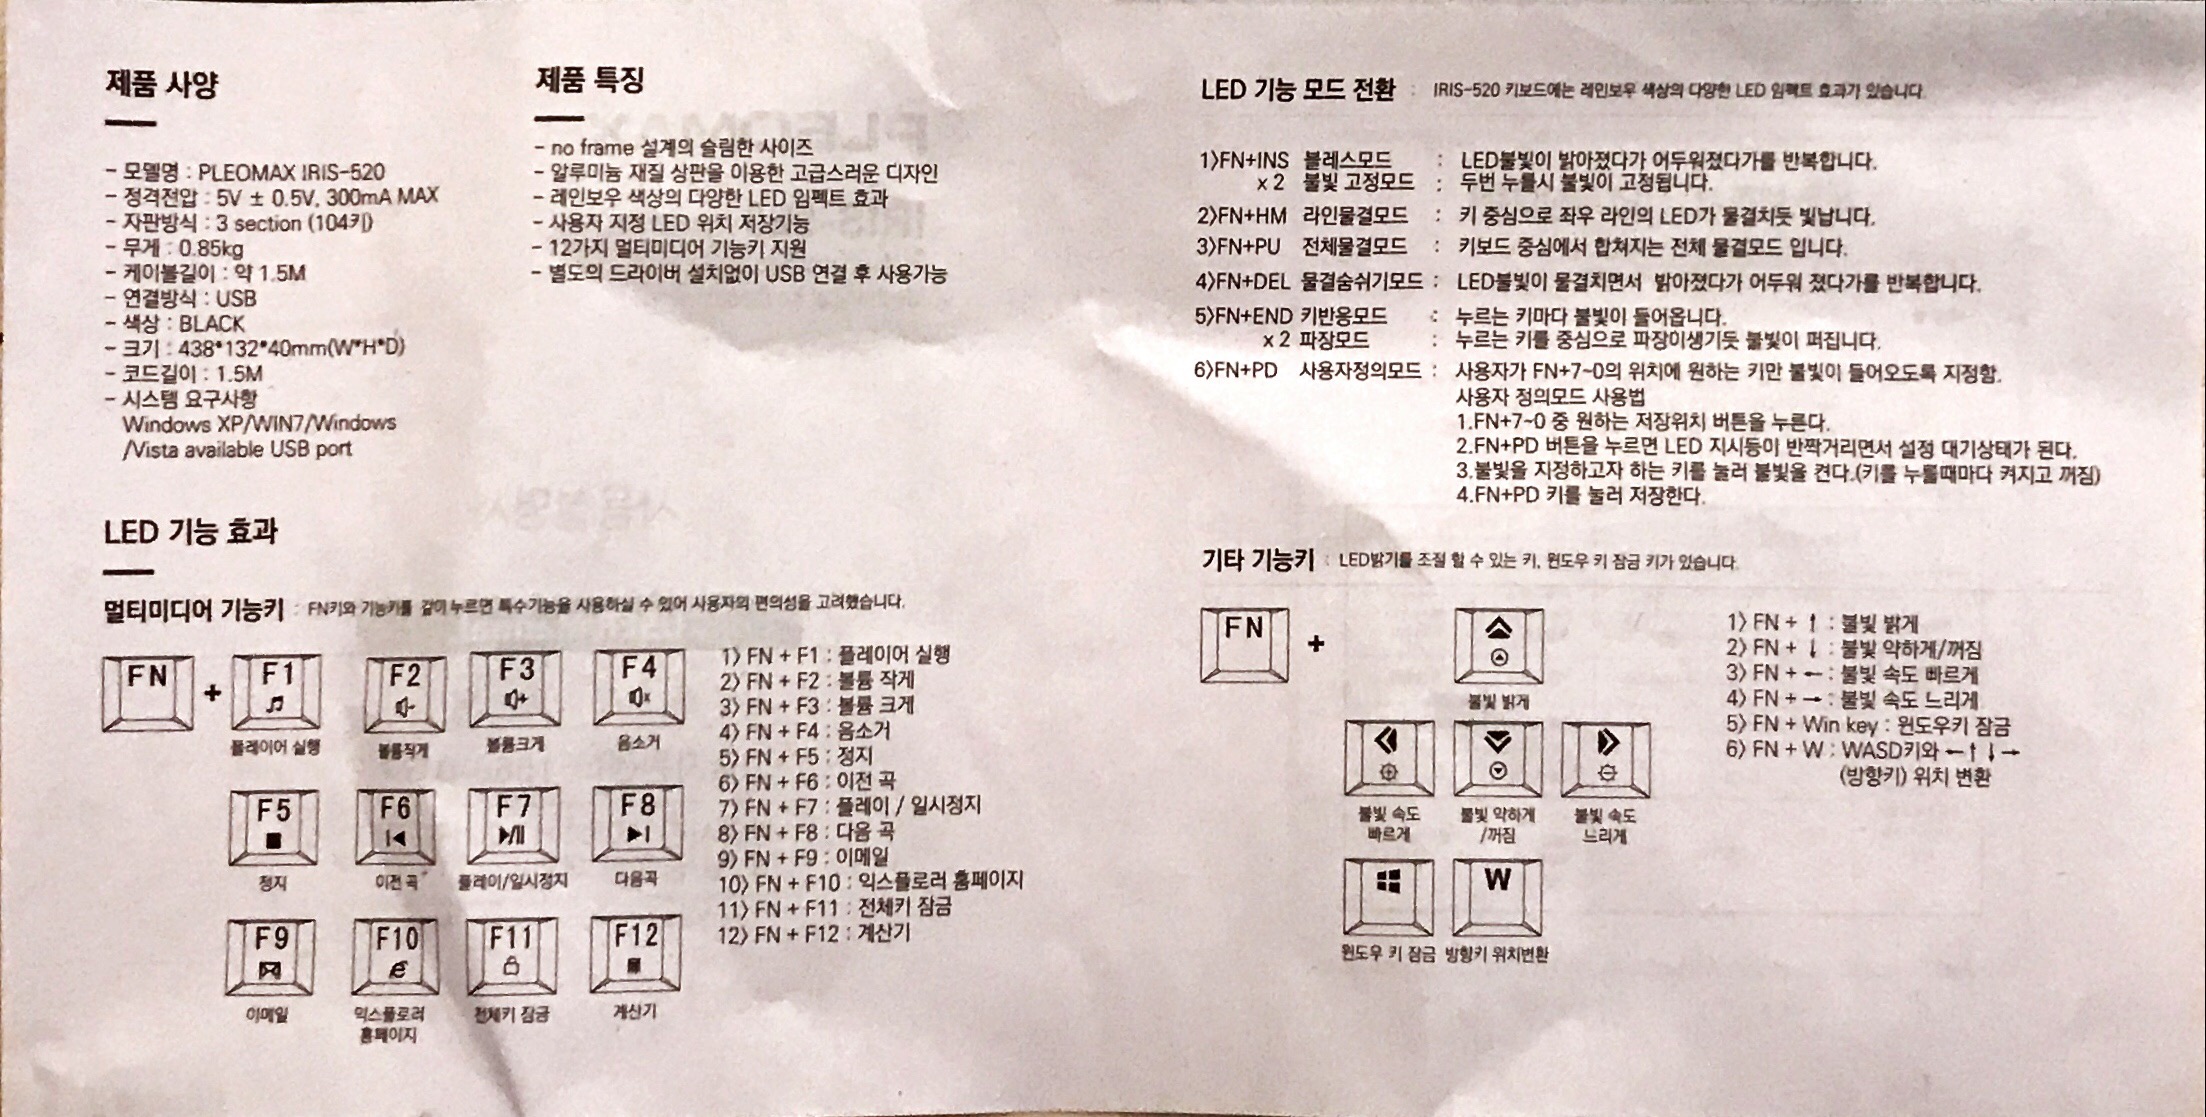 제품 사양
- 모델명 : PLEOMAX IRIS-520
- 정격전압 : 5V ± 0.5V, 300mA MAX
- 자판방식 : 3 section (104키)
- 무게 : 0.85kg
- 케이블길이 : 약 1.5M
- 연결방식 : USB
- 색상 : BLACK
- 크기 : 438*132*40mm(W*H*D)
- 코드길이 : 1.5M
- 시스템 요구사항
Windows XP/WIN7/Windows
/Vista available USB port
제품 특징
- no frame 설계의 슬림한 사이즈
- 알루미늄 재질 상판을 이용한 고급스러운 디자인
- 레인보우 색상의 다양한 LED 임펙트 효과
- 사용자 지정 LED 위치 저장기능
- 12가지 멀티미디어 기능키 지원
- 별도의 드라이버 설치없이 USB 연결 후 사용가능
LED 기능 효과
멀티미디어 기능키 : FN키와 기능키를 같이 누르면 특수기능을 사용하실 수 있어 사용자의 편의성을 고려했습니다.
FN + F1 F2 F3 F4
플레이어 실행 볼륨작게 볼륨크게 음소거
F5 F6 F7 F8
정지 이전 곡 플레이/일시정지 다음곡
F9 F10 F11 F12
이메일 익스플로러 전체키 잠금 계산기
홈페이지
1) FN + F1 : 플레이어 실행
2) FN + F2 : 볼륨 작게
3) FN + F3 : 볼륨 크게
4) FN + F4 : 음소거
5) FN + F5 : 정지
6) FN + F6 : 이전 곡
7) FN + F7 : 플레이 / 일시정지
8) FN + F8 : 다음 곡
9) FN + F9 : 이메일
10) FN + F10 : 익스플로러 홈페이지
11) FN + F11 : 전체키 잠금
12) FN + F12 : 계산기
LED 기능 모드 전환 : IRIS-520 키보드에는 레인보우 색상의 다양한 LED 임펙트 효과가 있습니다.
1)FN+INS 블레스모드 : LED불빛이 밝아졌다가 어두워졌다가를 반복합니다.
x 2 불빛 고정모드 : 두번 누를시 불빛이 고정됩니다.
2)FN+HM 라인물결모드 : 키 중심으로 좌우 라인의 LED가 물결치듯 빛납니다.
3)FN+PU 전체물결모드 : 키보드 중심에서 합쳐지는 전체 물결모드 입니다.
4)FN+DEL 물결숨쉬기모드 : LED불빛이 물결치면서 밝아졌다가 어두워 졌다가를 반복합니다.
5)FN+END 키반응모드 : 누르는 키마다 불빛이 들어옵니다.
x 2 파장모드 : 누르는 키를 중심으로 파장이생기듯 불빛이 퍼집니다.
6)FN+PD 사용자정의모드 : 사용자가 FN+7~0의 위치에 원하는 키만 불빛이 들어오도록 지정함.
사용자 정의모드 사용법
1.FN+7~0 중 원하는 저장위치 버튼을 누른다.
2.FN+PD 버튼을 누르면 LED 지시등이 반짝거리면서 설정 대기상태가 된다.
3.불빛을 지정하고자 하는 키를 눌러 불빛을 켠다.(키를 누를때마다 켜지고 꺼짐)
4.FN+PD 키를 눌러 저장한다.
기타 기능키 : LED밝기를 조절 할 수 있는 키, 윈도우 키 잠금 키가 있습니다.
FN +
불빛 밝게
불빛 속도 불빛 약하게 불빛 속도
빠르게 /꺼짐 느리게
W
윈도우 키 잠금 방향키 위치변환
1) FN + ↑ : 불빛 밝게
2) FN + ↓ : 불빛 약하게/꺼짐
3) FN + ← : 불빛 속도 빠르게
4) FN + → : 불빛 속도 느리게
5) FN + Win key : 윈도우키 잠금
6) FN + W : WASD키와 ←↑↓→
(방향키) 위치 변환